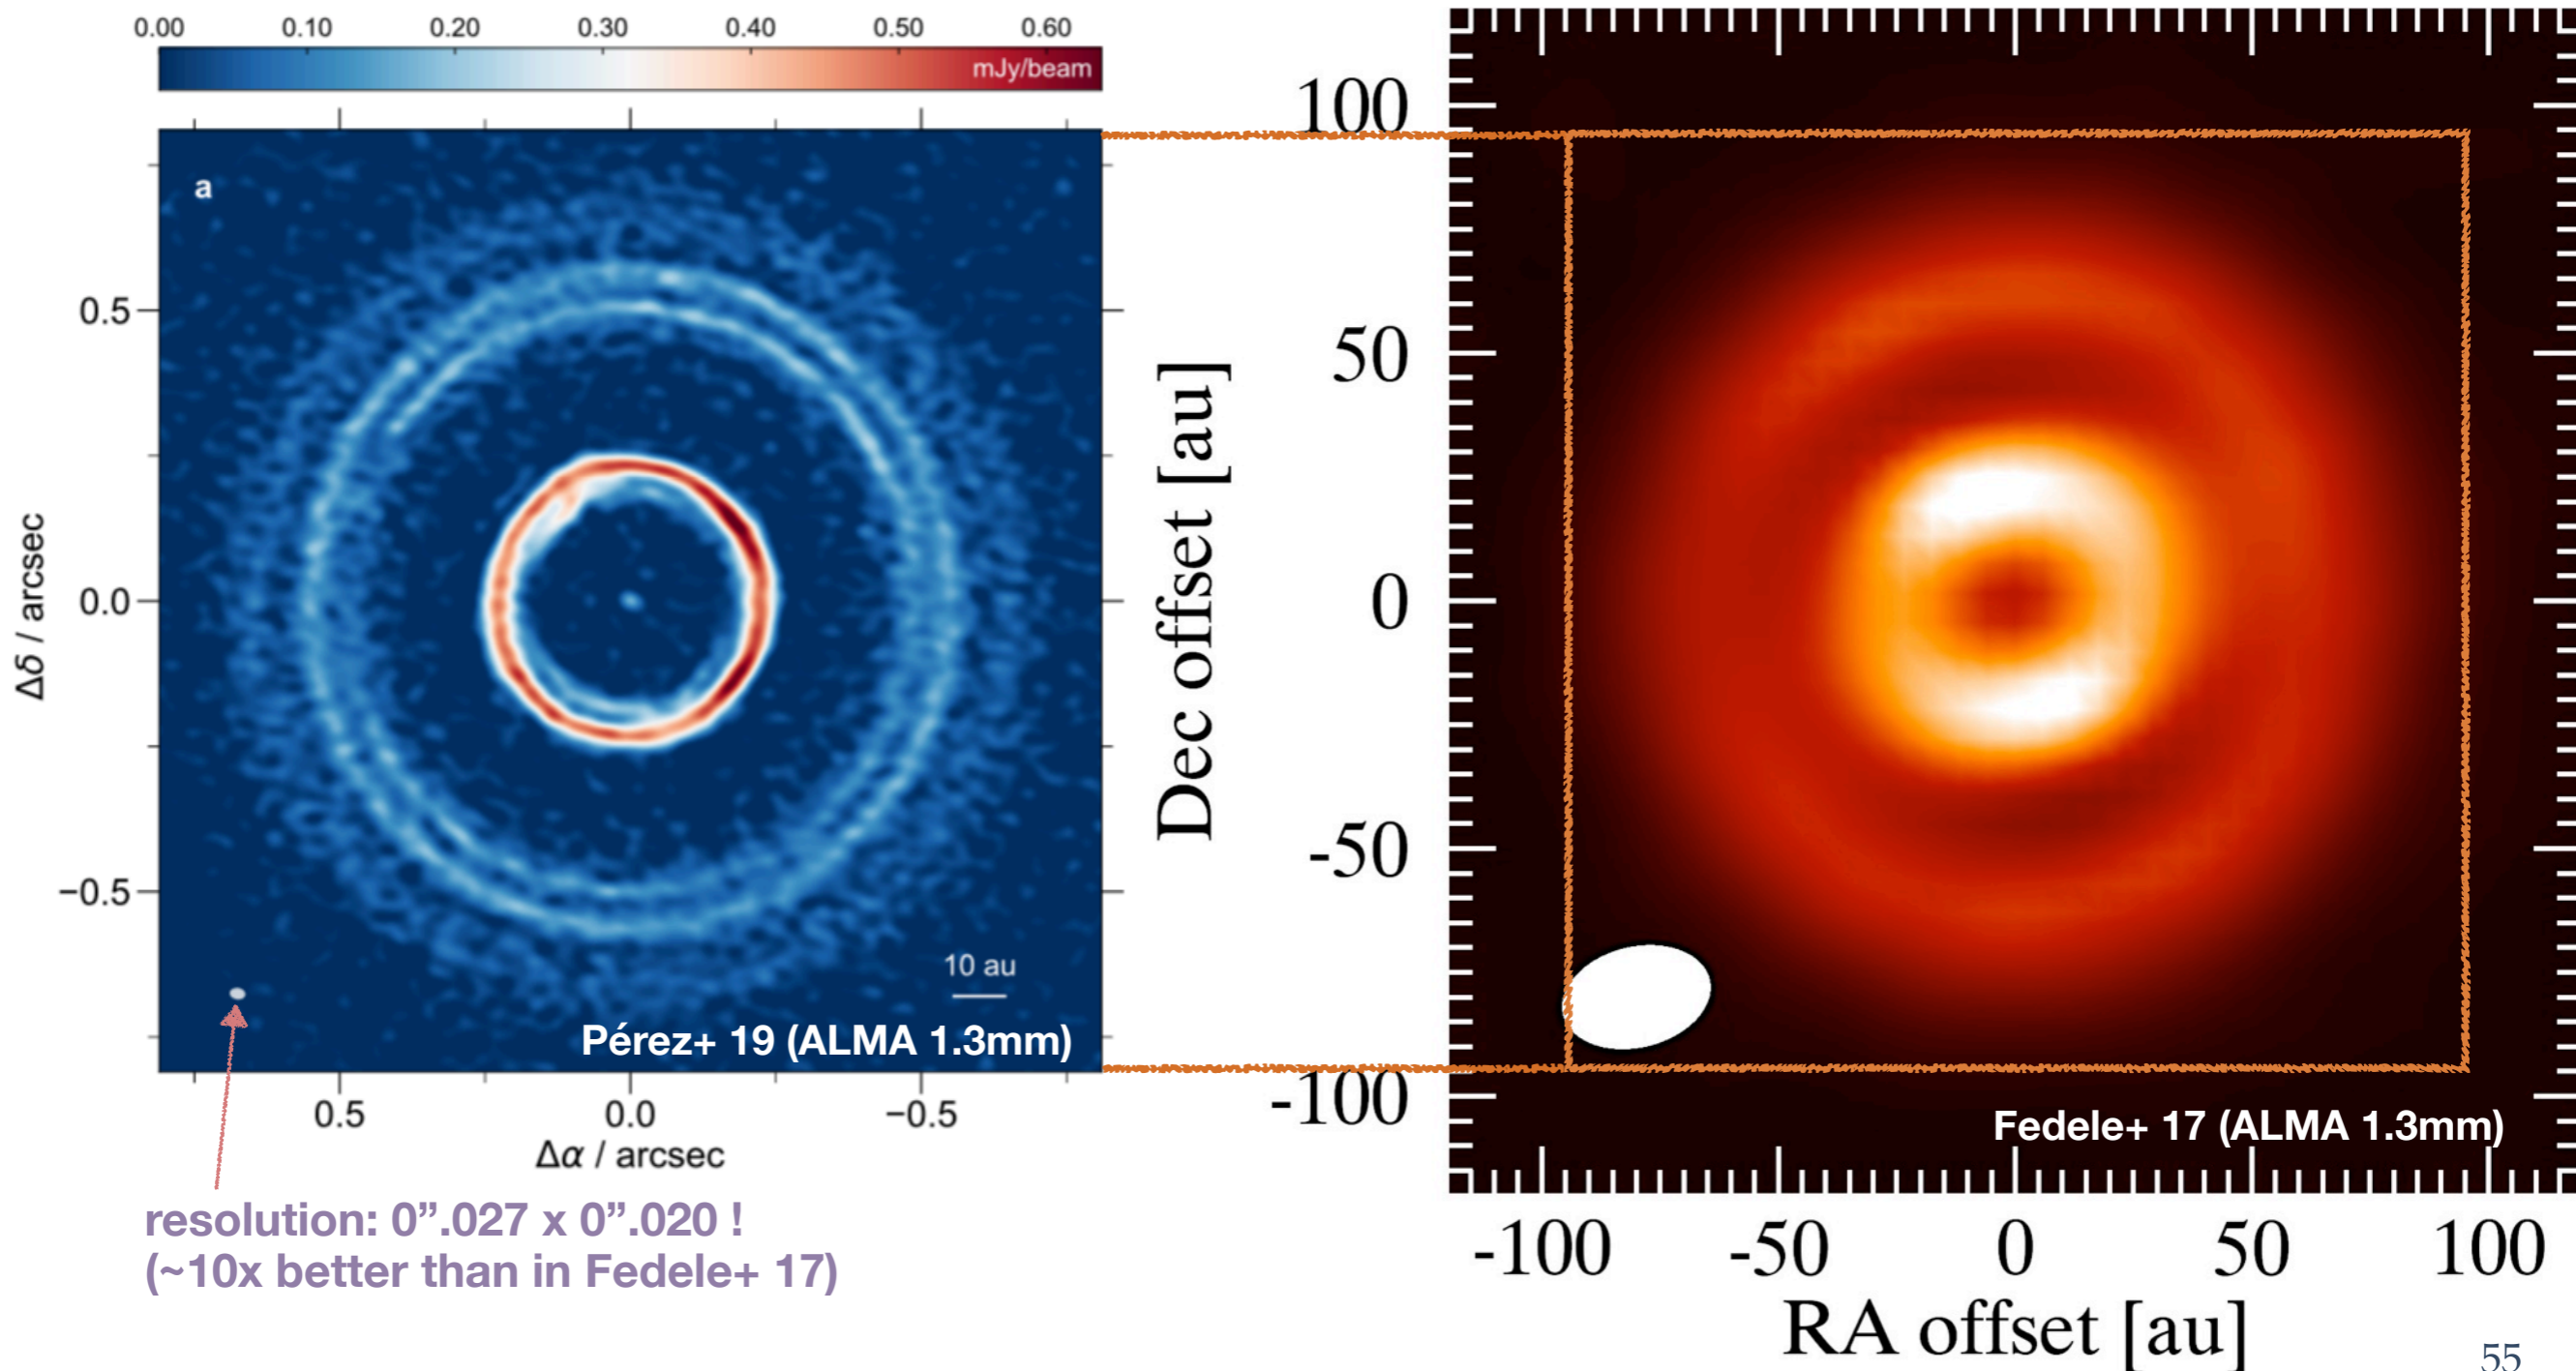 0.00 0.10 0.20 0.30 0.40 0.50 0.60
mJy/beam
a
0.5
0.0
−0.5
Δδ / arcsec
10 au
Pérez+ 19 (ALMA 1.3mm)
0.5 0.0 −0.5
Δα / arcsec
resolution: 0”.027 x 0”.020 !
(~10x better than in Fedele+ 17)
Dec offset [au]
100
50
0
-50
-100
Fedele+ 17 (ALMA 1.3mm)
-100 -50 0 50 100
RA offset [au]
55